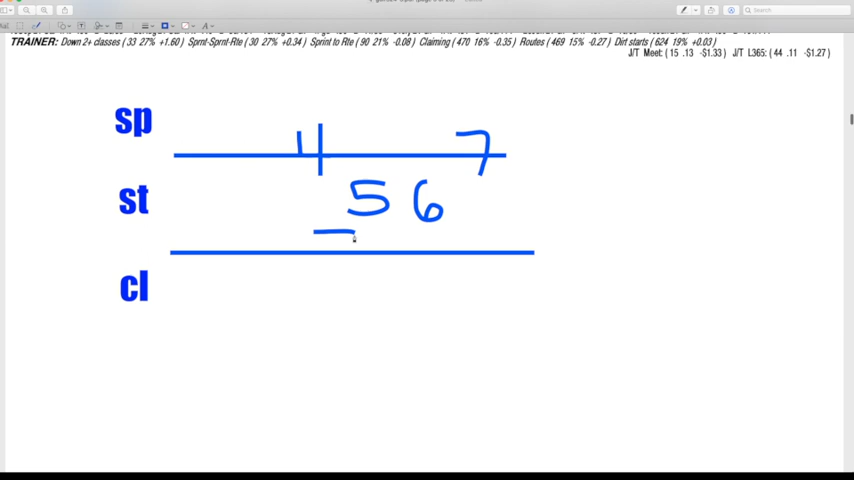 Search
TRAINER: Down 2+ classes ( 33 27% +1.60 ) Sprnt-Sprnt-Rte ( 30 27% +0.34 ) Sprint to Rte ( 90 21% -0.08 ) Claiming ( 470 16% -0.35 ) Routes ( 469 15% -0.27 ) Dirt starts ( 624 19% +0.03 )
J/T Meet: ( 15 .13 -$1.33 ) J/T L365: ( 44 .11 -$1.27 )
sp
4 7
st
5 6
cl